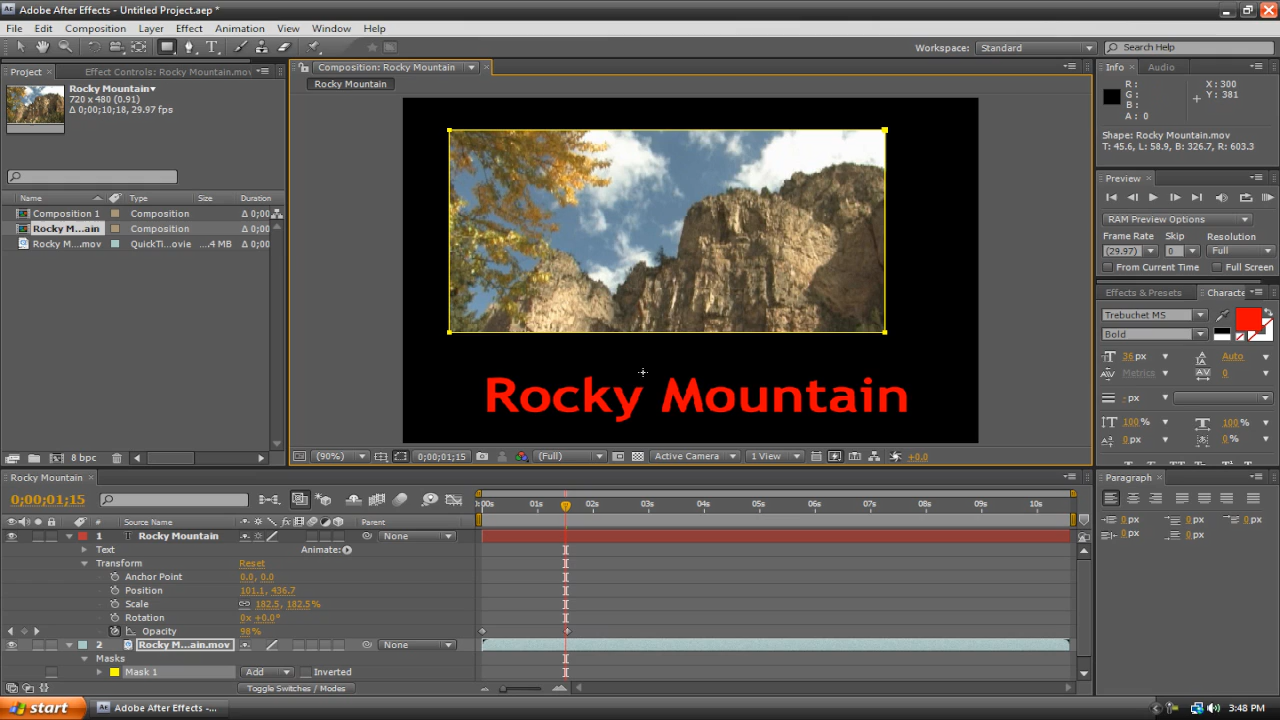 Adobe After Effects - Untitled Project.aep *
File Edit Composition Layer Effect Animation View Window Help
Workspace: Standard Search Help
Project Effect Controls: Rocky Mountain.mov
Rocky Mountain▾
720 x 480 (0.91)
Δ 0;00;10;18, 29.97 fps
Name Type Size Duration
Composition 1 Composition 0;00
Rocky M...ain Composition 0;00
Rocky M....mov QuickTi...ovie ....4 MB 0;00
8 bpc
Composition: Rocky Mountain
Rocky Mountain
Rocky Mountain
(90%) 0;00;01;15 (Full) Active Camera 1 View +0.0
Info Audio
R: X: 300
G: Y: 381
B:
A: 0
Shape: Rocky Mountain.mov
T: 45.6, L: 58.9, B: 326.7, R: 603.3
Preview
RAM Preview Options
Frame Rate Skip Resolution
(29.97) 0 Full
From Current Time Full Screen
Effects & Presets Characte
Trebuchet MS
Bold
36 px Auto
Metrics 0
- px
100 % 100 %
0 px 0 %
Paragraph
0 px 0 px 0 px
0 px 0 px
Rocky Mountain
0;00;01;15
:00s 01s 02s 03s 04s 05s 06s 07s 08s 09s 10s
# Source Name Parent
1 T Rocky Mountain None
Text Animate:
Transform Reset
Anchor Point 0.0, 0.0
Position 101.1, 436.7
Scale 182.5, 182.5%
Rotation 0x +0.0°
Opacity 98%
2 Rocky M...ain.mov None
Masks
Mask 1 Add Inverted
Toggle Switches / Modes
start Adobe After Effects -... 3:48 PM